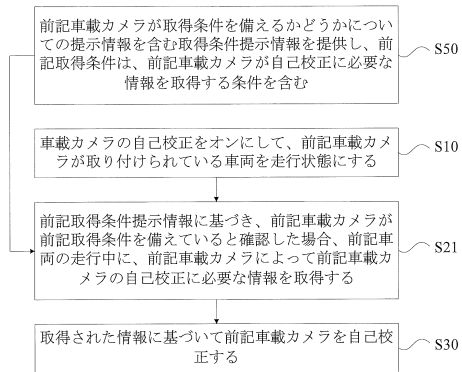 前記車載カメラが取得条件を備えるかどうかについ
ての提示情報を含む取得条件提示情報を提供し、前
記取得条件は、前記車載カメラが自己校正に必要な
情報を取得する条件を含む
S50
車載カメラの自己校正をオンにして、前記車載カメ
ラが取り付けられている車両を走行状態にする
S10
前記取得条件提示情報に基づき、前記車載カメラが
前記取得条件を備えていると確認した場合、前記車
両の走行中に、前記車載カメラによって前記車載カ
メラの自己校正に必要な情報を取得する
S21
取得された情報に基づいて前記車載カメラを自己校
正する
S30